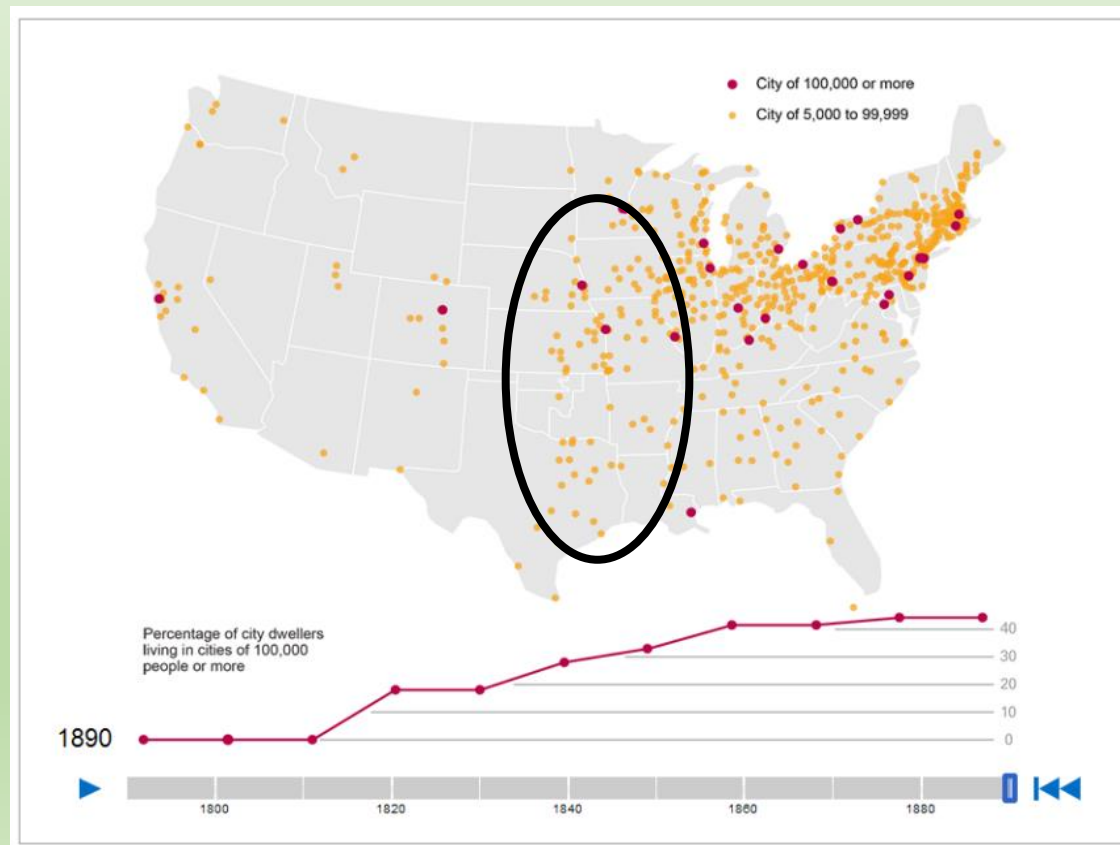 City of 100,000 or more
City of 5,000 to 99,999
Percentage of city dwellers
living in cities of 100,000
people or more
40
30
20
10
0
1890
1800 1820 1840 1860 1880